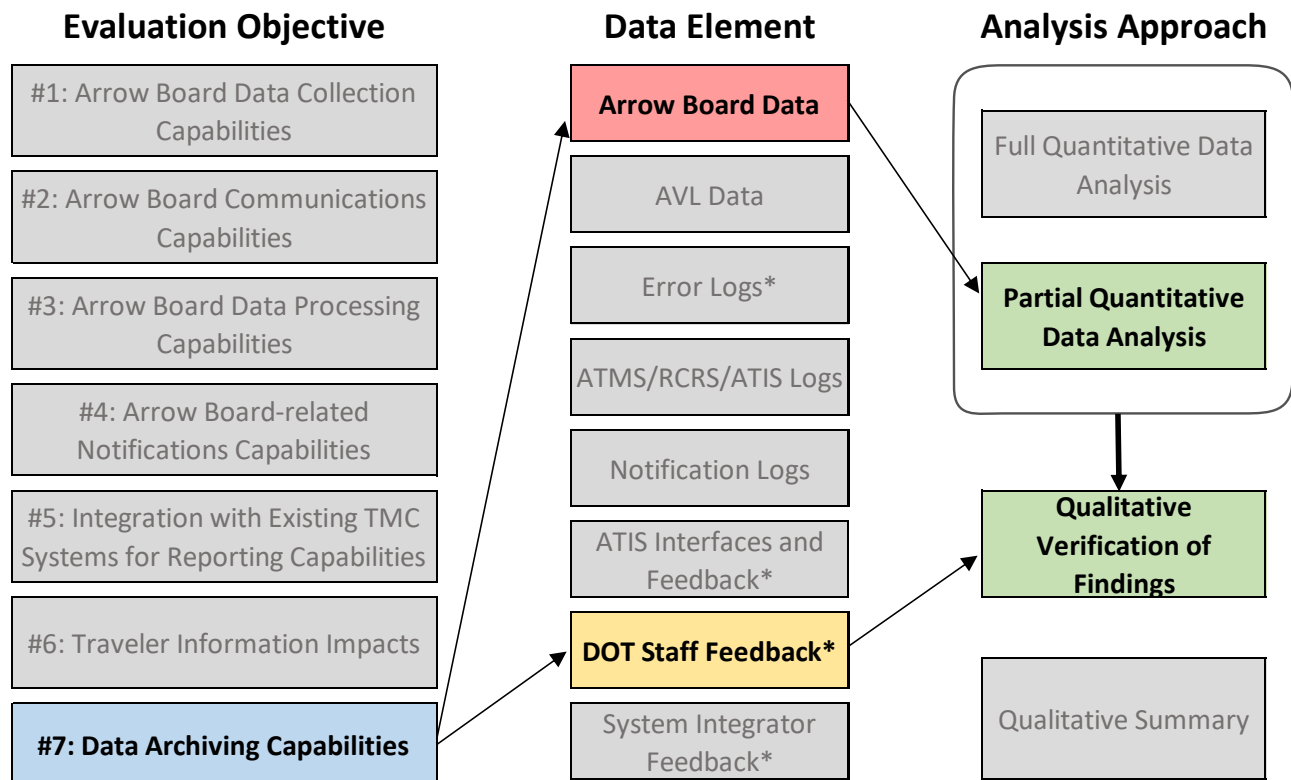 Evaluation Objective
#1: Arrow Board Data Collection
Capabilities
#2: Arrow Board Communications
Capabilities
#3: Arrow Board Data Processing
Capabilities
#4: Arrow Board-related
Notifications Capabilities
#5: Integration with Existing TMC
Systems for Reporting Capabilities
#6: Traveler Information Impacts
#7: Data Archiving Capabilities
Data Element
Arrow Board Data
AVL Data
Error Logs*
ATMS/RCRS/ATIS Logs
Notification Logs
ATIS Interfaces and
Feedback*
DOT Staff Feedback*
System Integrator
Feedback*
Analysis Approach
Full Quantitative Data
Analysis
Partial Quantitative
Data Analysis
Qualitative
Verification of
Findings
Qualitative Summary